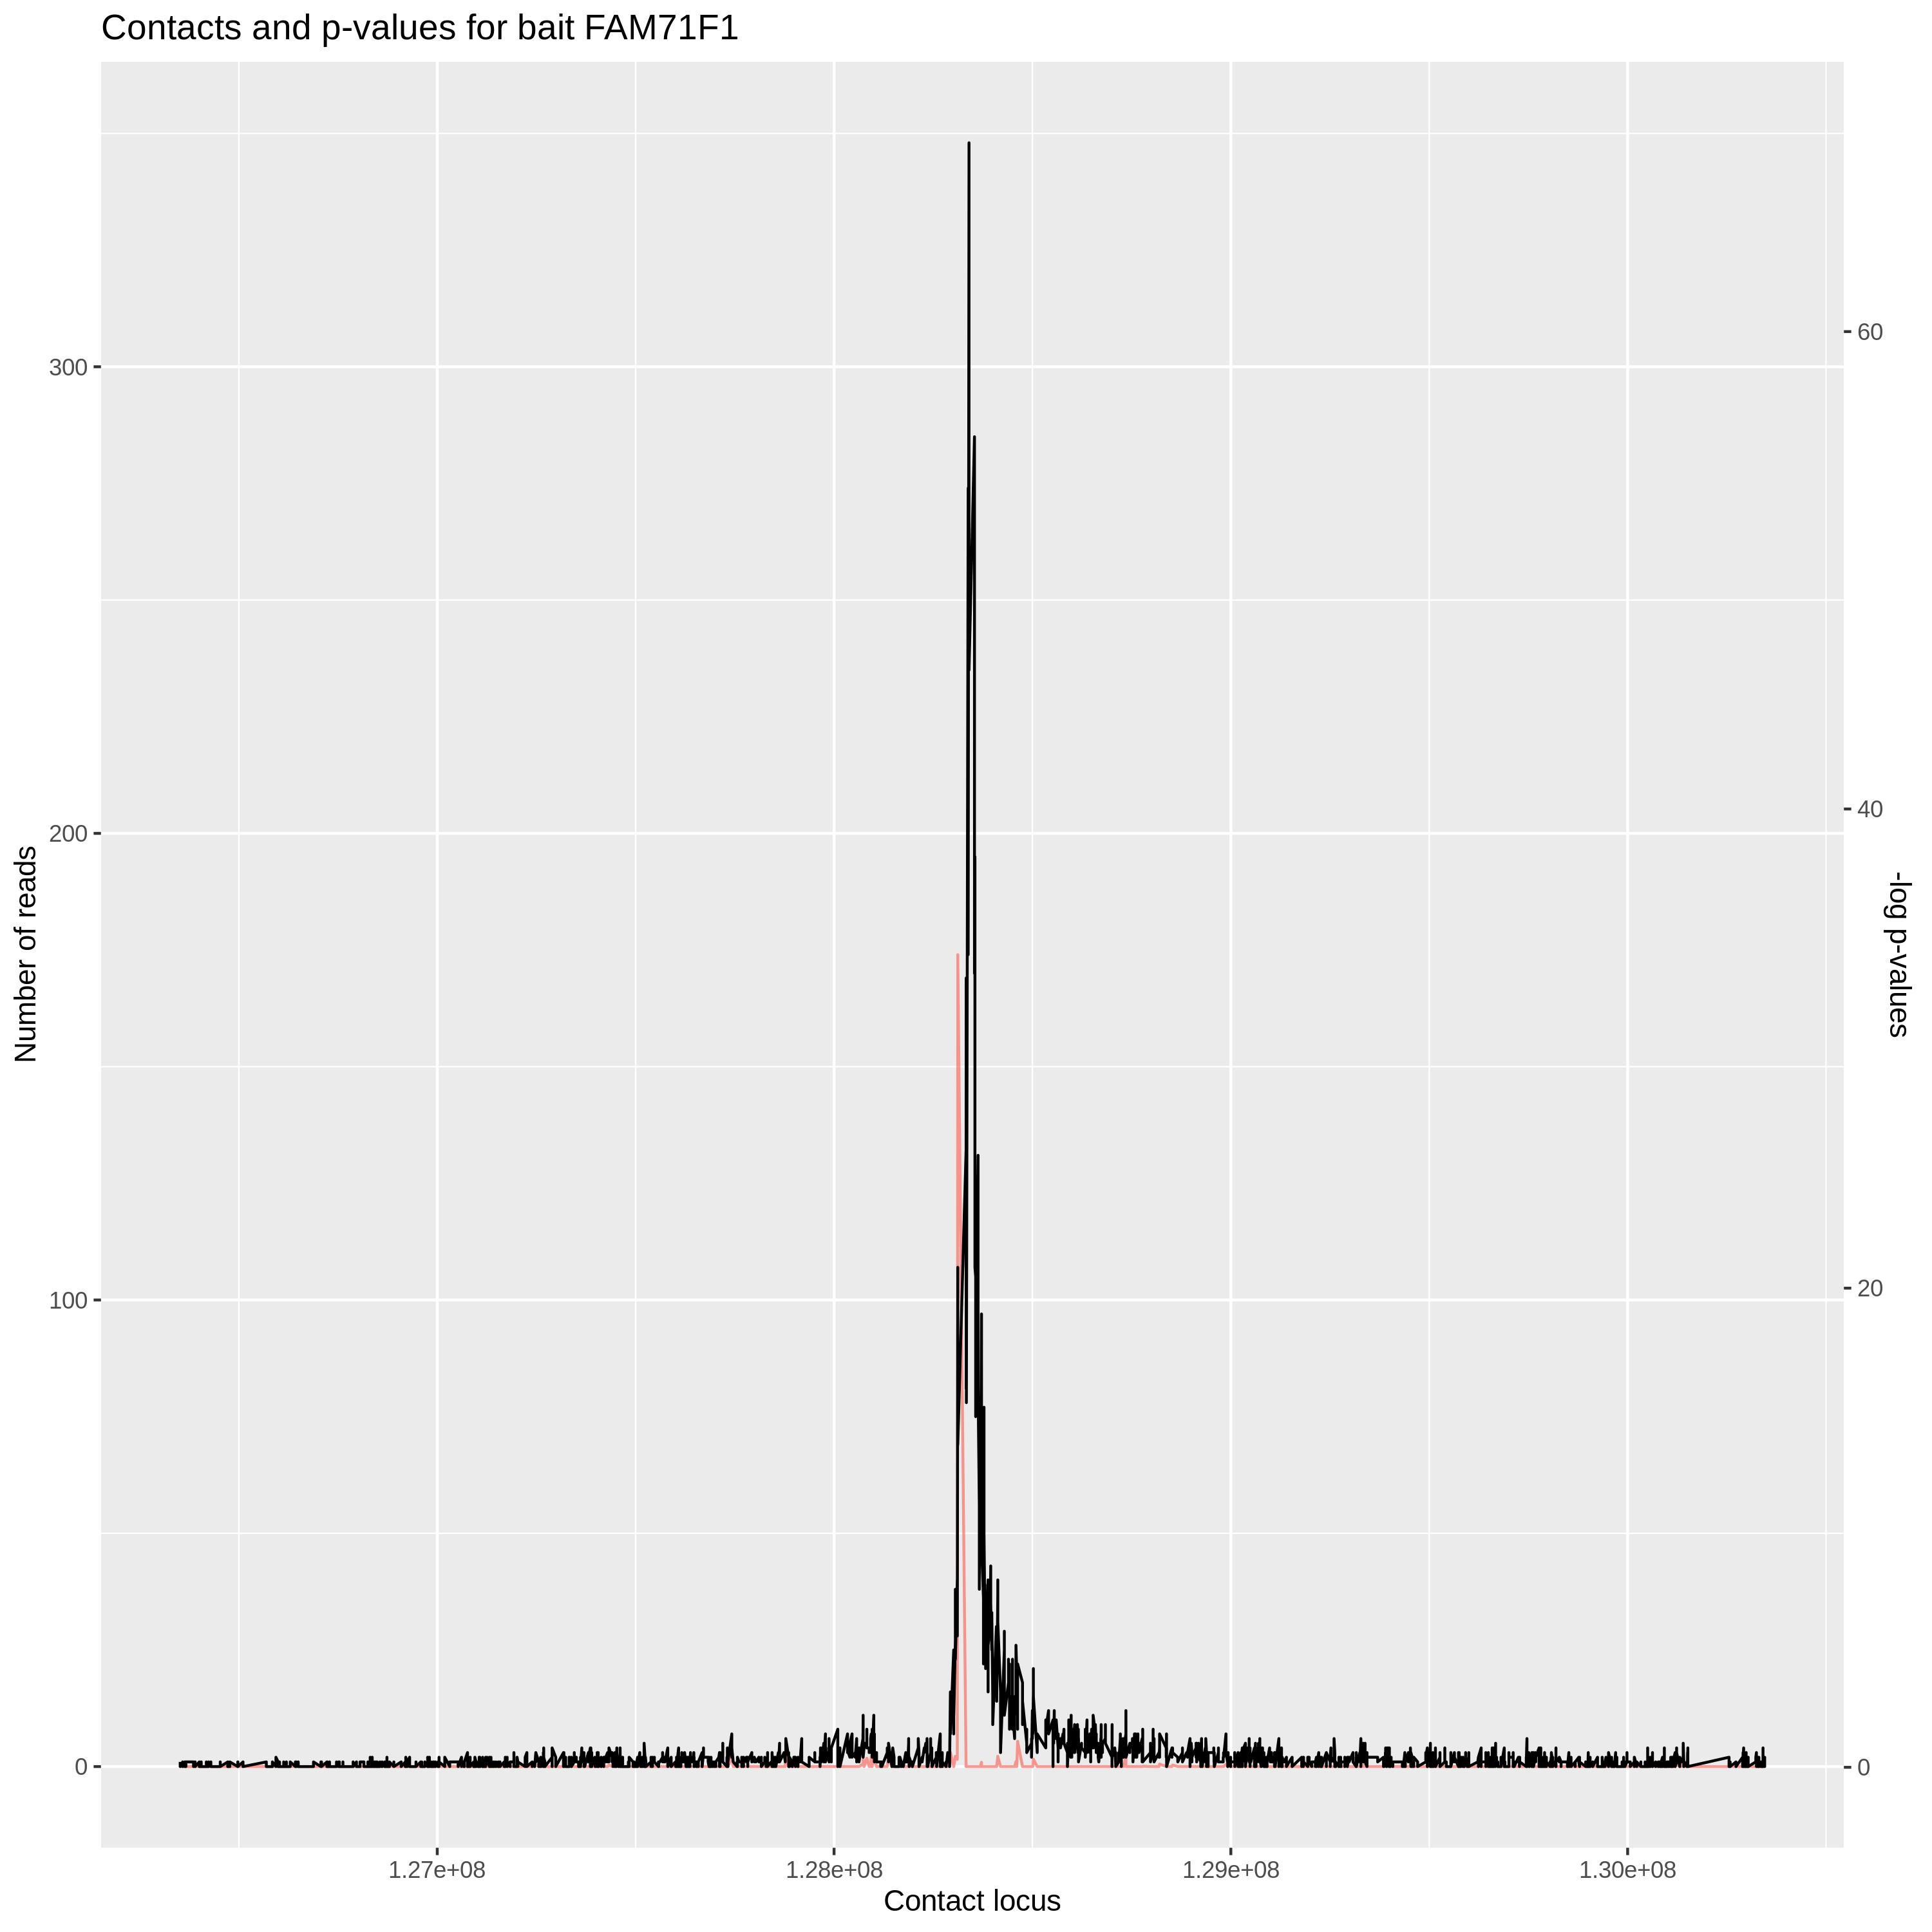 Contacts and p-values for bait FAM71F1
300
200
100
0
Number of reads
60
40
20
0
-log p-values
1.27e+08
1.28e+08
1.29e+08
1.30e+08
Contact locus